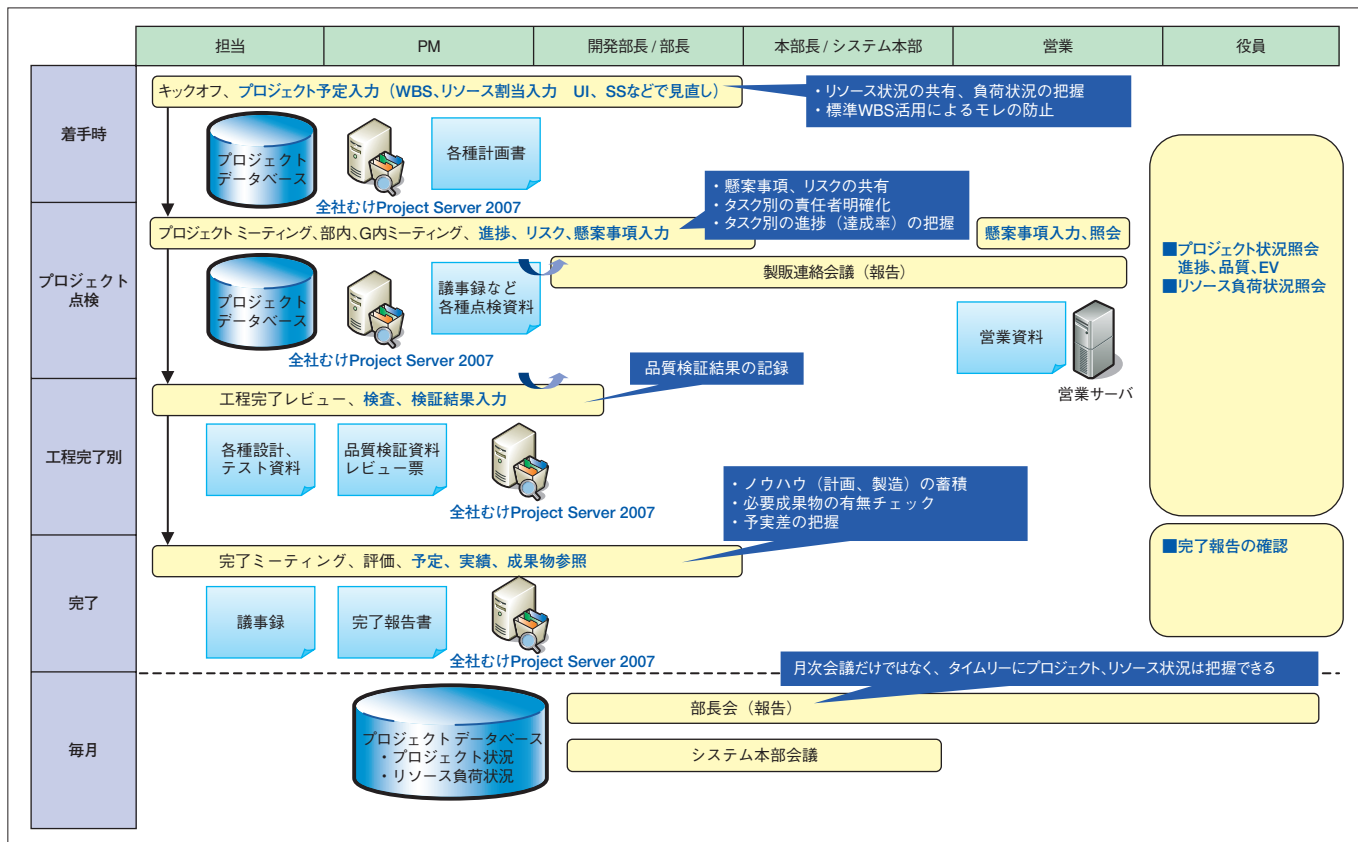 担当
PM
開発部長 / 部長
本部長 / システム本部
営業
役員
着手時
キックオフ、プロジェクト予定入力（WBS、リソース割当入力　UI、SSなどで見直し）
・リソース状況の共有、負荷状況の把握
・標準WBS活用によるモレの防止
プロジェクト
データベース
各種計画書
全社むけProject Server 2007
・懸案事項、リスクの共有
・タスク別の責任者明確化
・タスク別の進捗（達成率）の把握
プロジェクト
点検
プロジェクト ミーティング、部内、G内ミーティング、進捗、リスク、懸案事項入力
懸案事項入力、照会
製販連絡会議（報告）
プロジェクト
データベース
議事録など
各種点検資料
全社むけProject Server 2007
営業資料
営業サーバ
■プロジェクト状況照会
進捗、品質、EV
■リソース負荷状況照会
品質検証結果の記録
工程完了別
工程完了レビュー、検査、検証結果入力
各種設計、
テスト資料
品質検証資料
レビュー票
全社むけProject Server 2007
・ノウハウ（計画、製造）の蓄積
・必要成果物の有無チェック
・予実差の把握
完了
完了ミーティング、評価、予定、実績、成果物参照
■完了報告の確認
議事録
完了報告書
全社むけProject Server 2007
月次会議だけではなく、タイムリーにプロジェクト、リソース状況は把握できる
毎月
プロジェクト データベース
・プロジェクト状況
・リソース負荷状況
部長会（報告）
システム本部会議